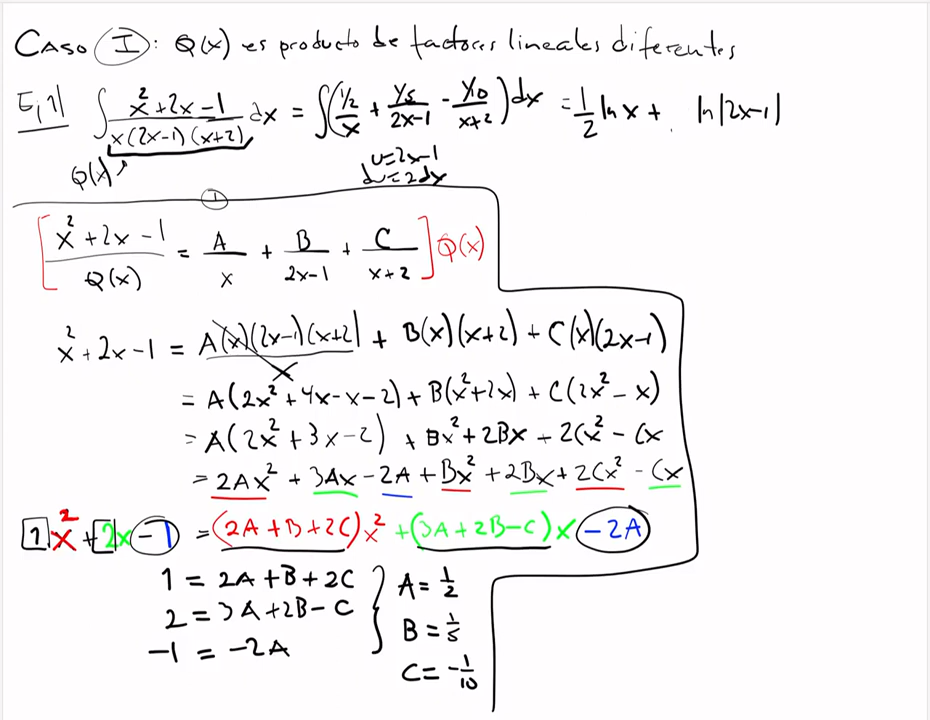 CASO I: Q(x) es producto de factores lineales diferentes
Ej 1| ∫ (x²+2x-1)/(x(2x-1)(x+2)) dx = ∫((1/2)/x + (1/5)/(2x-1) - (1/10)/(x+2))dx = 1/2 ln x + ln|2x-1|
Q(x) u=2x-1
du=2dx
1
[(x²+2x-1)/Q(x) = A/x + B/(2x-1) + C/(x+2)]Q(x)
x²+2x-1 = A(x)(2x-1)(x+2)/x + B(x)(x+2) + C(x)(2x-1)
= A(2x²+4x-x-2) + B(x²+2x) + C(2x²-x)
= A(2x²+3x-2) + Bx²+2Bx+2Cx²-Cx
= 2Ax²+3Ax-2A+Bx²+2Bx+2Cx²-Cx
1x²+2x-1 = (2A+B+2C)x²+(3A+2B-C)x-2A
1 = 2A+B+2C } A=1/2
2 = 3A+2B-C B=1/5
-1 = -2A C=-1/10